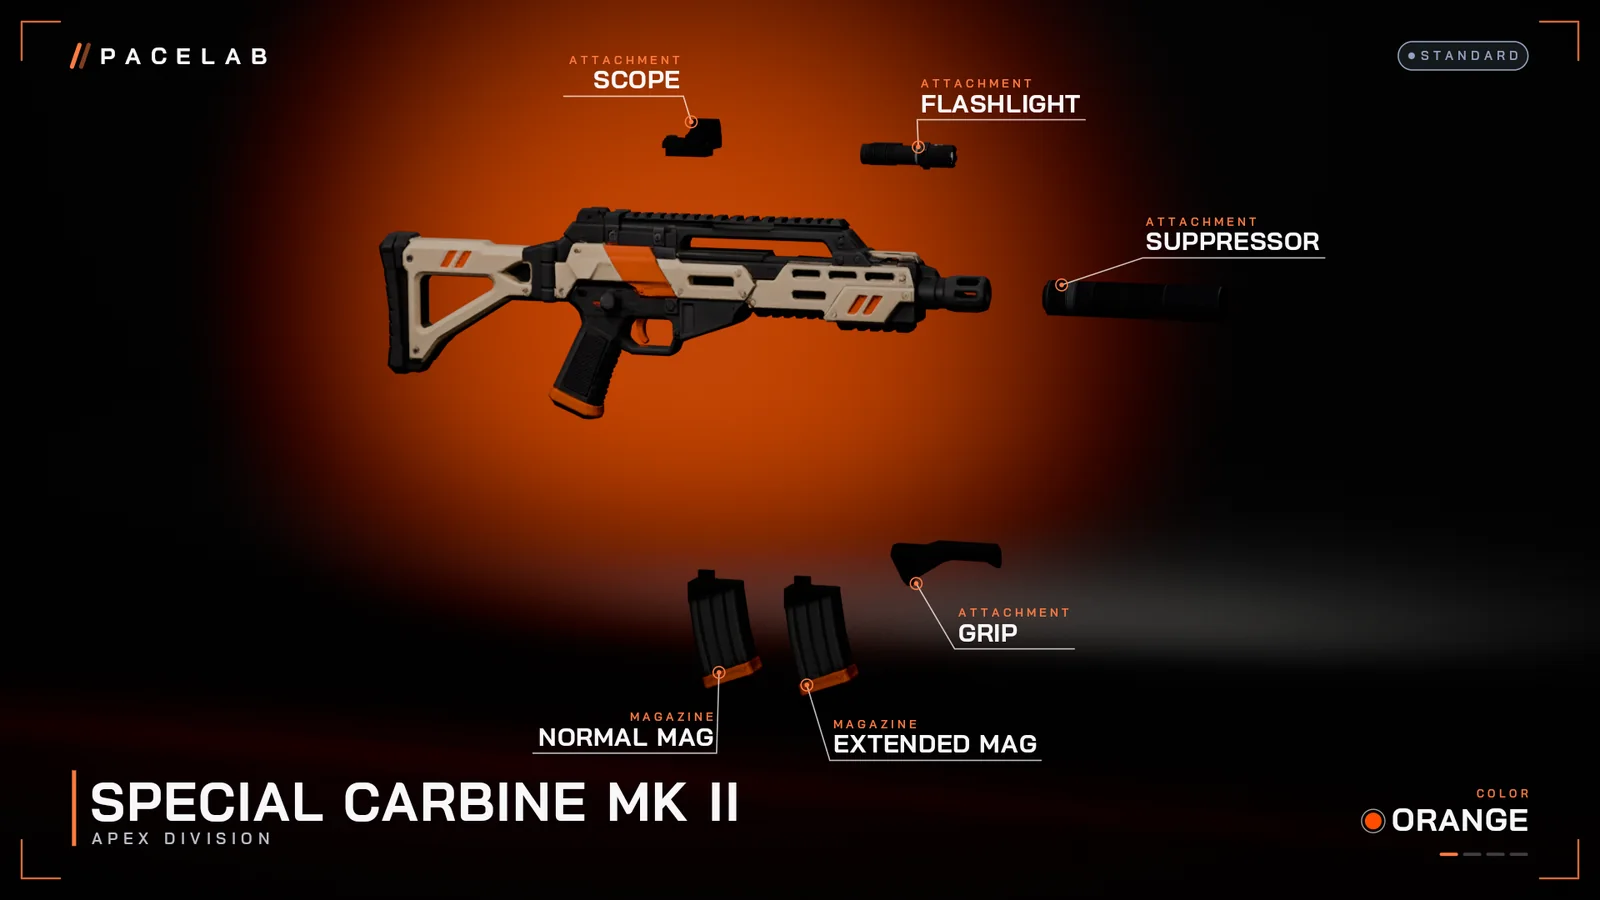 PACELAB
STANDARD
ATTACHMENT
SCOPE
ATTACHMENT
FLASHLIGHT
ATTACHMENT
SUPPRESSOR
ATTACHMENT
GRIP
MAGAZINE
NORMAL MAG
MAGAZINE
EXTENDED MAG
SPECIAL CARBINE MK II
APEX DIVISION
COLOR
ORANGE